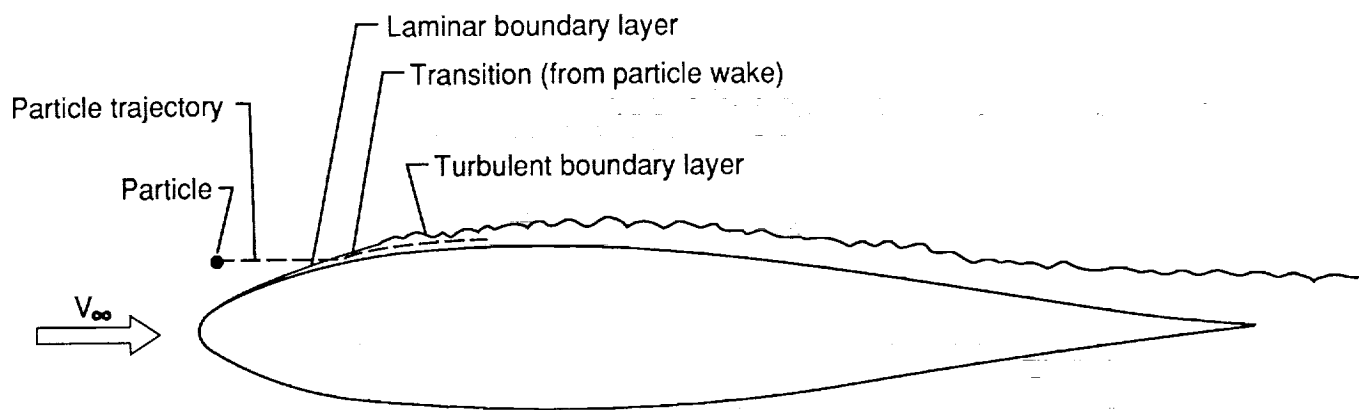 Laminar boundary layer
Transition (from particle wake)
Particle trajectory
Turbulent boundary layer
Particle
V∞